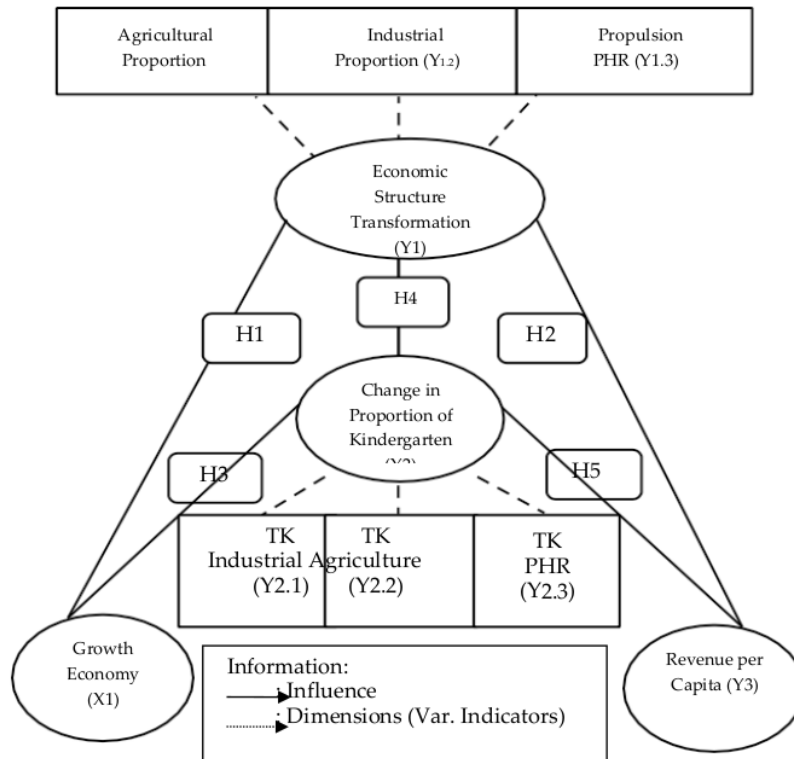 Agricultural
Proportion
Industrial
Proportion (Y1.2)
Propulsion
PHR (Y1.3)
Economic
Structure
Transformation
(Y1)
H4
H1
H2
Change in
Proportion of
Kindergarten
H3
H5
TK
TK
TK
Industrial Agriculture
PHR
(Y2.1)
(Y2.2)
(Y2.3)
Growth
Economy
(X1)
Revenue per
Capita (Y3)
Information:
: Influence
: Dimensions (Var. Indicators)